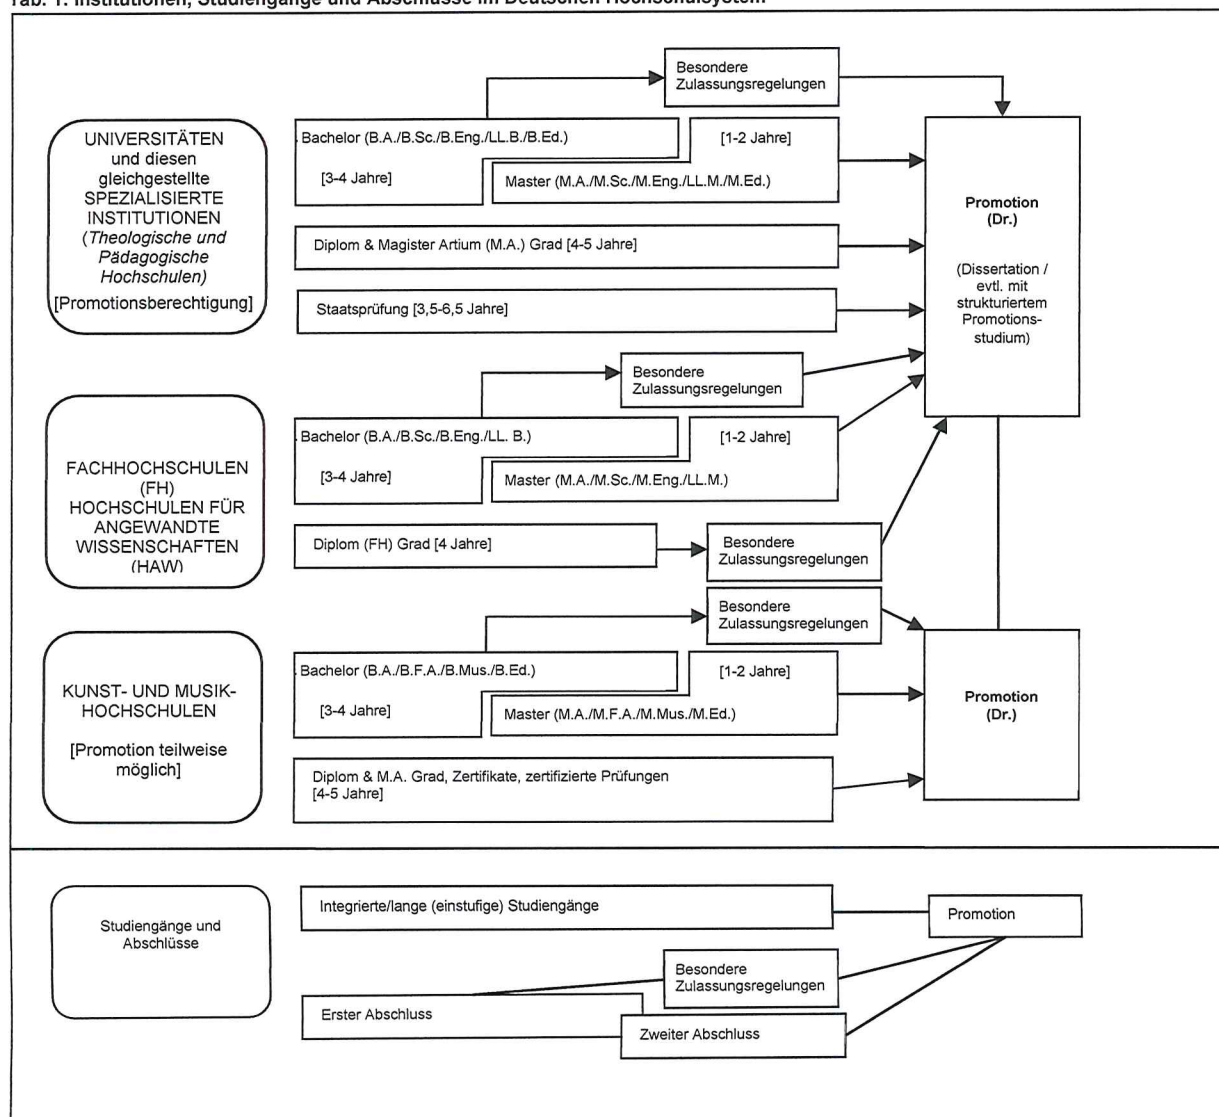 Tab. 1: Institutionen, Studiengänge und Abschlüsse im Deutschen Hochschulsystem
Besondere
Zulassungsregelungen
UNIVERSITÄTEN
und diesen
gleichgestellte
SPEZIALISIERTE
INSTITUTIONEN
(Theologische und
Pädagogische
Hochschulen)
[Promotionsberechtigung]
Bachelor (B.A./B.Sc./B.Eng./LL.B./B.Ed.)
[3-4 Jahre]
[1-2 Jahre]
Master (M.A./M.Sc./M.Eng./LL.M./M.Ed.)
Diplom & Magister Artium (M.A.) Grad [4-5 Jahre]
Staatsprüfung [3,5-6,5 Jahre]
Promotion
(Dr.)
(Dissertation /
evtl. mit
strukturiertem
Promotions-
studium)
Besondere
Zulassungsregelungen
FACHHOCHSCHULEN
(FH)
HOCHSCHULEN FÜR
ANGEWANDTE
WISSENSCHAFTEN
(HAW)
Bachelor (B.A./B.Sc./B.Eng./LL. B.)
[3-4 Jahre]
[1-2 Jahre]
Master (M.A./M.Sc./M.Eng./LL.M.)
Diplom (FH) Grad [4 Jahre]
Besondere
Zulassungsregelungen
Besondere
Zulassungsregelungen
KUNST- UND MUSIK-
HOCHSCHULEN
[Promotion teilweise
möglich]
Bachelor (B.A./B.F.A./B.Mus./B.Ed.)
[3-4 Jahre]
[1-2 Jahre]
Master (M.A./M.F.A./M.Mus./M.Ed.)
Diplom & M.A. Grad, Zertifikate, zertifizierte Prüfungen
[4-5 Jahre]
Promotion
(Dr.)
Studiengänge und
Abschlüsse
Integrierte/lange (einstufige) Studiengänge
Promotion
Besondere
Zulassungsregelungen
Erster Abschluss
Zweiter Abschluss